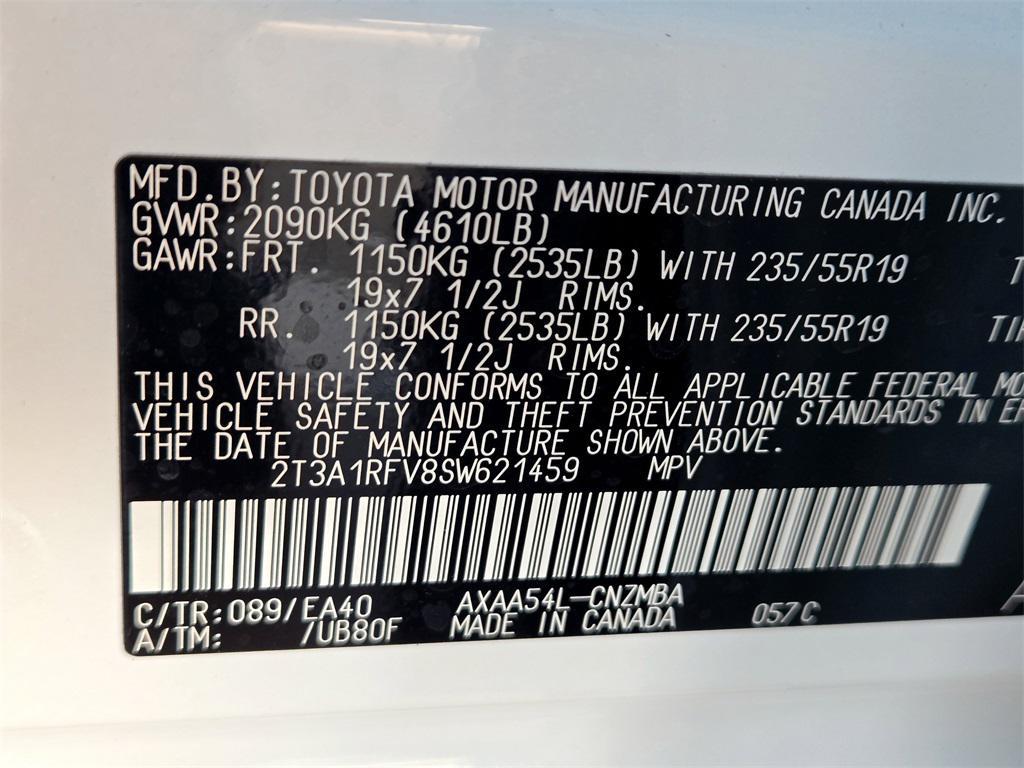 MFD.BY:TOYOTA MOTOR MANUFACTURING CANADA INC.
GVWR:2090KG (4610LB)
GAWR:FRT. 1150KG (2535LB) WITH 235/55R19
19x7 1/2J RIMS.
RR. 1150KG (2535LB) WITH 235/55R19
19x7 1/2J RIMS.
THIS VEHICLE CONFORMS TO ALL APPLICABLE FEDERAL
VEHICLE SAFETY AND THEFT PREVENTION STANDARDS IN
THE DATE OF MANUFACTURE SHOWN ABOVE.
2T3A1RFV8SW621459 MPV
C/TR:089/EA40 AXAA54L-CNZMBA
A/TM: /UB80F MADE IN CANADA 057C